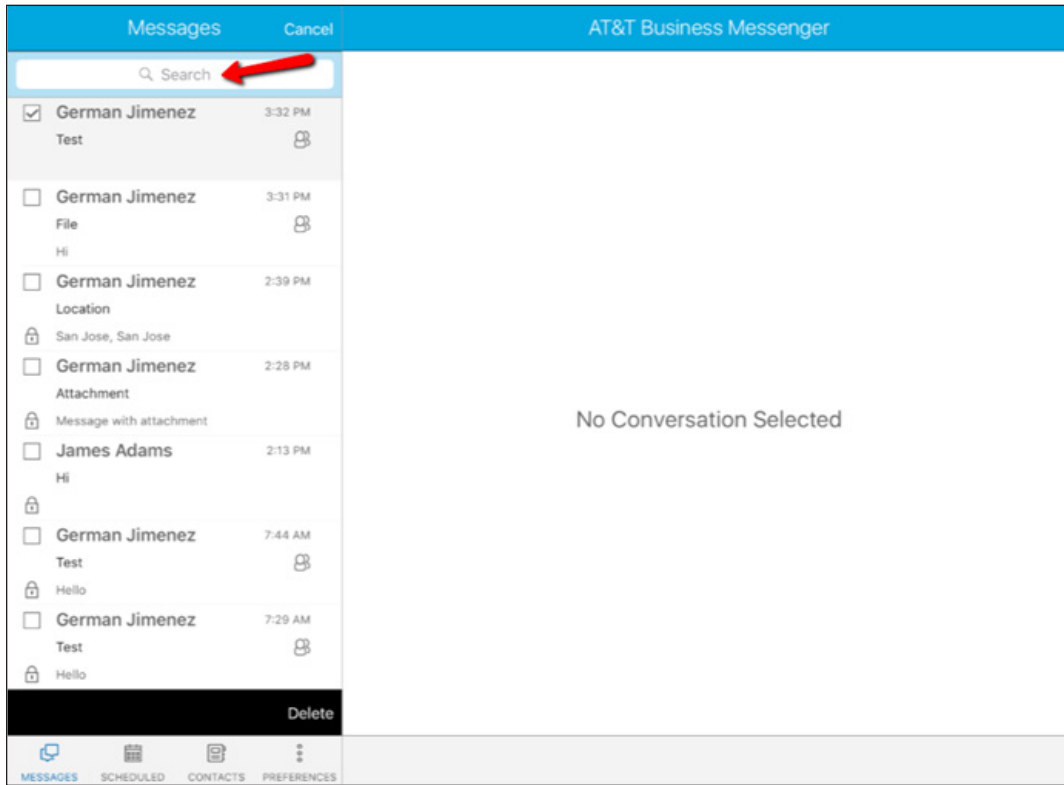 Messages Cancel
AT&T Business Messenger
Search
German Jimenez 3:32 PM
Test
German Jimenez 3:31 PM
File
Hi
German Jimenez 2:39 PM
Location
San Jose, San Jose
German Jimenez 2:28 PM
Attachment
Message with attachment
James Adams 2:13 PM
Hi
German Jimenez 7:44 AM
Test
Hello
German Jimenez 7:29 AM
Test
Hello
No Conversation Selected
Delete
MESSAGES SCHEDULED CONTACTS PREFERENCES